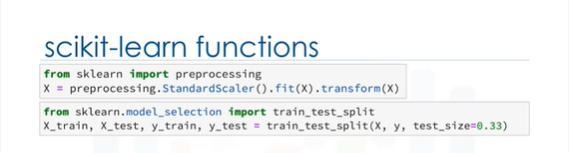 scikit-learn functions
from sklearn import preprocessing
X = preprocessing.StandardScaler().fit(X).transform(X)
from sklearn.model_selection import train_test_split
X_train, X_test, y_train, y_test = train_test_split(X, y, test_size=0.33)